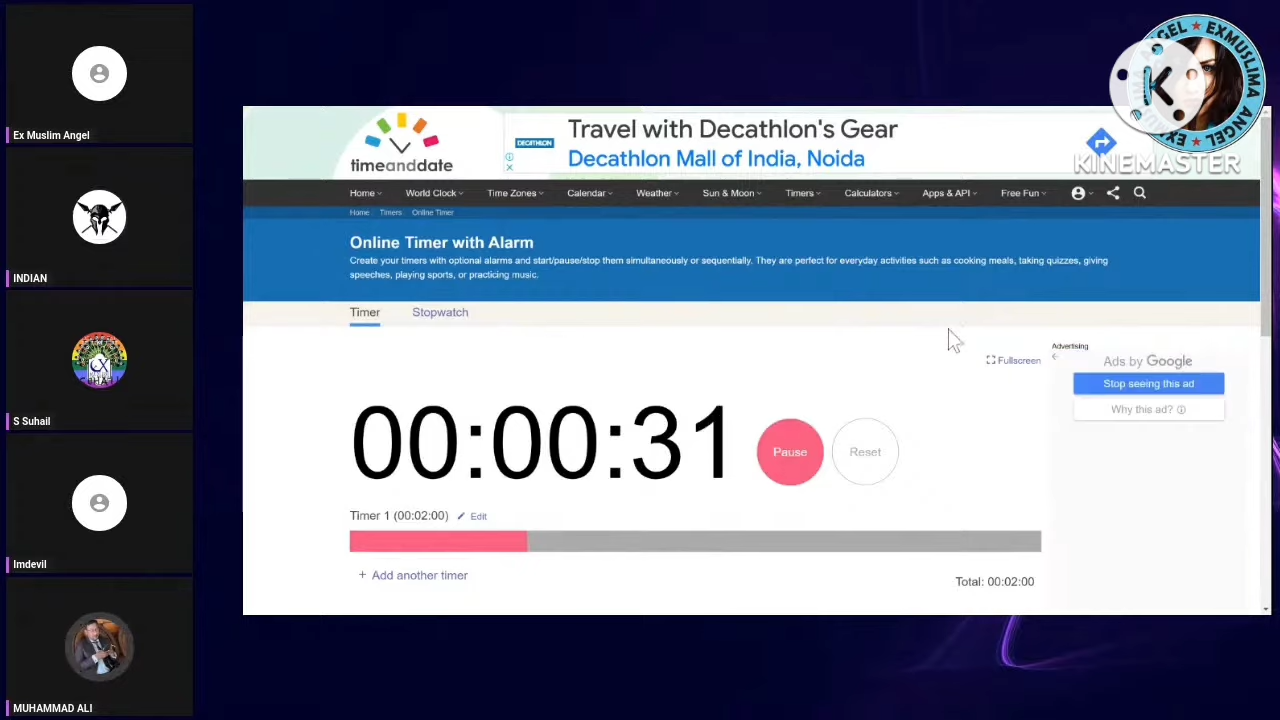 Ex Muslim Angel
INDIAN
S Suhail
Imdevil
MUHAMMAD ALI
ANGEL ★ EXMUSLIMA ANGEL EXMUS
K
KINEMASTER
timeanddate
DECATHLON
Travel with Decathlon's Gear
Decathlon Mall of India, Noida
Home World Clock Time Zones Calendar Weather Sun & Moon Timers Calculators Apps & API Free Fun
Home Timers Online Timer
Online Timer with Alarm
Create your timers with optional alarms and start/pause/stop them simultaneously or sequentially. They are perfect for everyday activities such as cooking meals, taking quizzes, giving
speeches, playing sports, or practicing music.
Timer Stopwatch
Fullscreen
Advertising
Ads by Google
Stop seeing this ad
Why this ad?
00:00:31 Pause Reset
Timer 1 (00:02:00) Edit
+ Add another timer
Total: 00:02:00